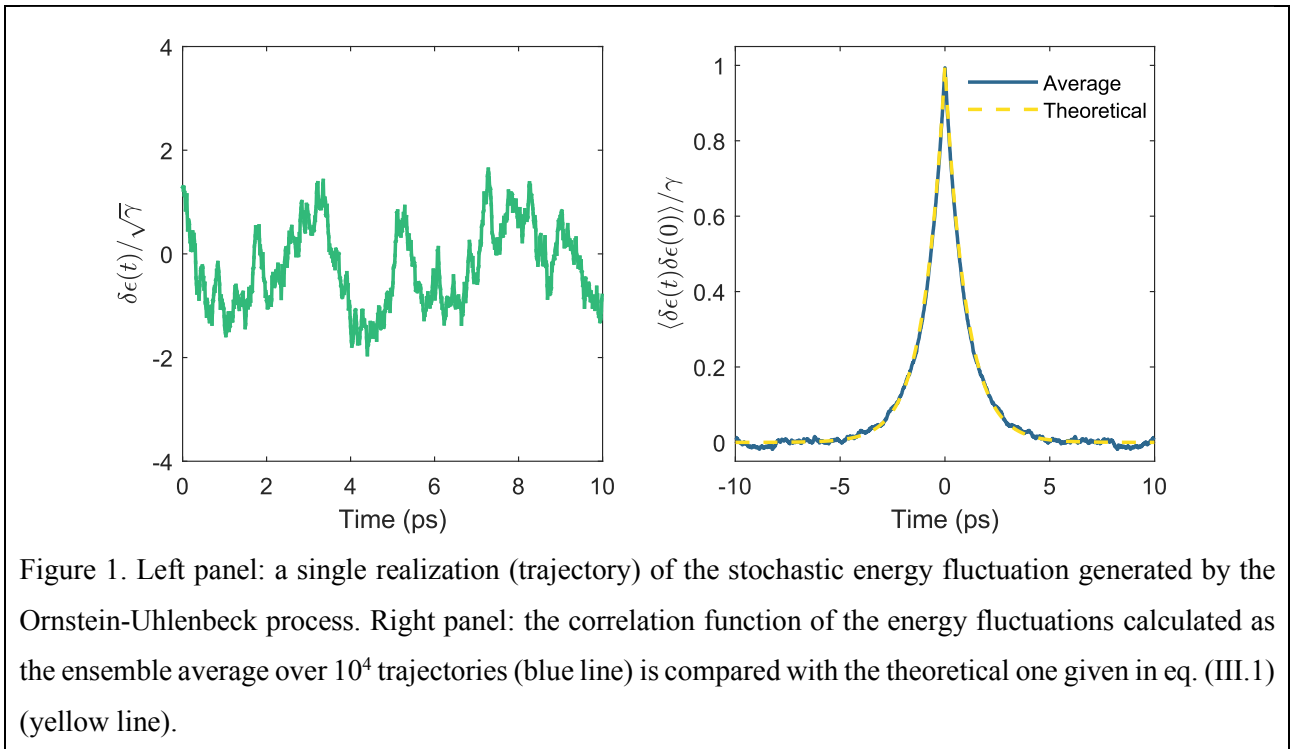 4
2
0
-2
-4
δϵ(t)/√γ
0 2 4 6 8 10
Time (ps)
1
0.8
0.6
0.4
0.2
0
⟨δϵ(t)δϵ(0)⟩/γ
Average
Theoretical
-10 -5 0 5 10
Time (ps)
Figure 1. Left panel: a single realization (trajectory) of the stochastic energy fluctuation generated by the
Ornstein-Uhlenbeck process. Right panel: the correlation function of the energy fluctuations calculated as
the ensemble average over 10⁴ trajectories (blue line) is compared with the theoretical one given in eq. (III.1)
(yellow line).